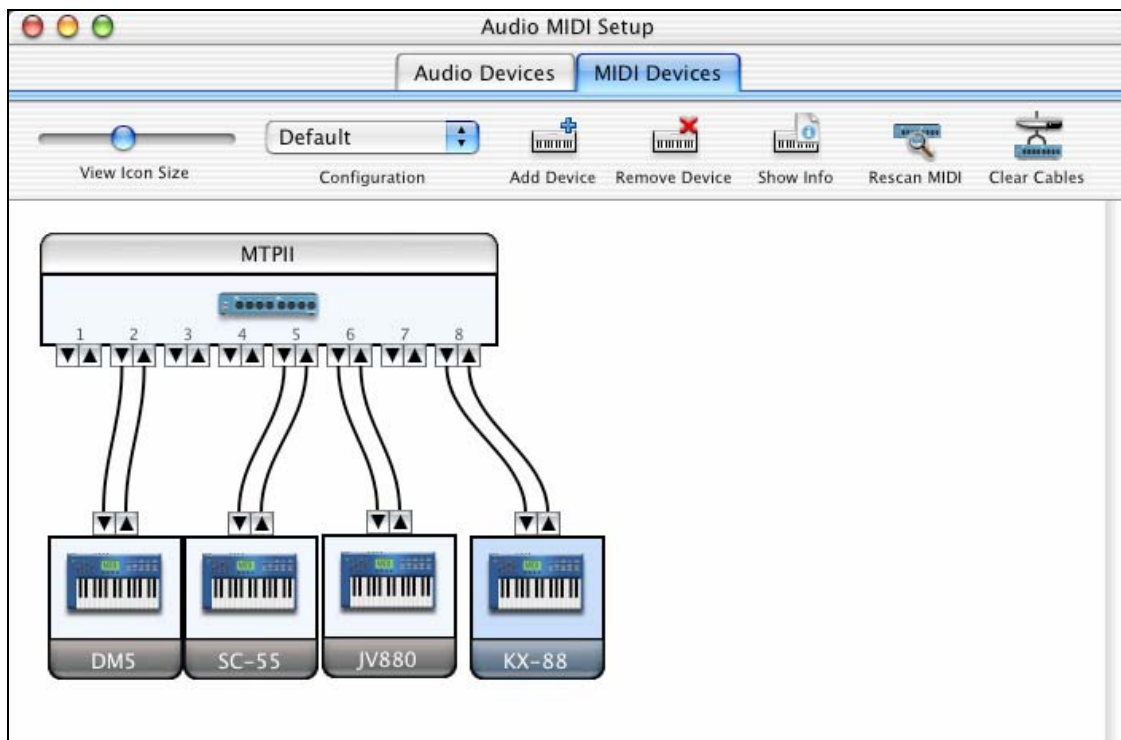 Audio MIDI Setup
Audio Devices MIDI Devices
Default
View Icon Size Configuration Add Device Remove Device Show Info Rescan MIDI Clear Cables
MTPII
1 2 3 4 5 6 7 8
DM5 SC-55 JV880 KX-88